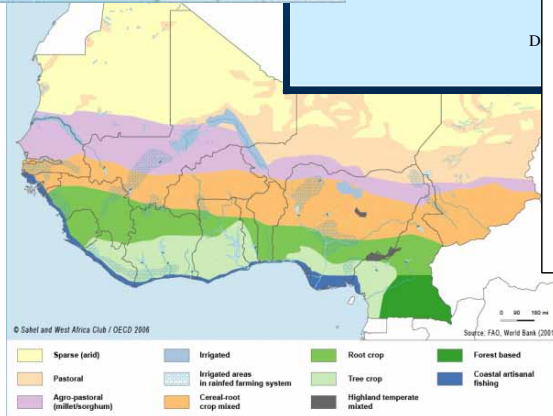 D
© Sahel and West Africa Club / OECD 2006
0 90 180 mi
Source: FAO, World Bank (2001
Sparse (arid)
Pastoral
Agro-pastoral
(millet/sorghum)
Irrigated
Irrigated areas
in rainfed farming system
Cereal-root
crop mixed
Root crop
Tree crop
Highland temperate
mixed
Forest based
Coastal artisanal
fishing